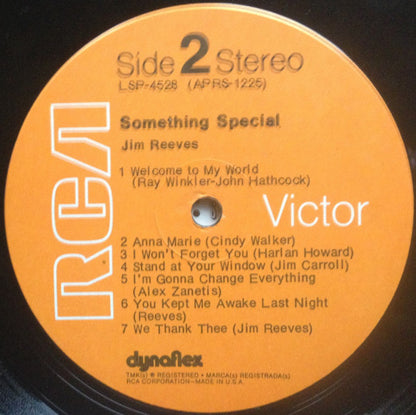 Side 2 Stereo
LSP-4528 (APRS-1225)
Something Special
Jim Reeves
1 Welcome to My World
(Ray Winkler-John Hathcock)
RCA Victor
2 Anna Marie (Cindy Walker)
3 I Won't Forget You (Harlan Howard)
4 Stand at Your Window (Jim Carroll)
5 I'm Gonna Change Everything
(Alex Zanetis)
6 You Kept Me Awake Last Night
(Reeves)
7 We Thank Thee (Jim Reeves)
dynaflex
TMK(s) ® REGISTERED • MARCA(s) REGISTRADA(s)
RCA CORPORATION-MADE IN U.S.A.